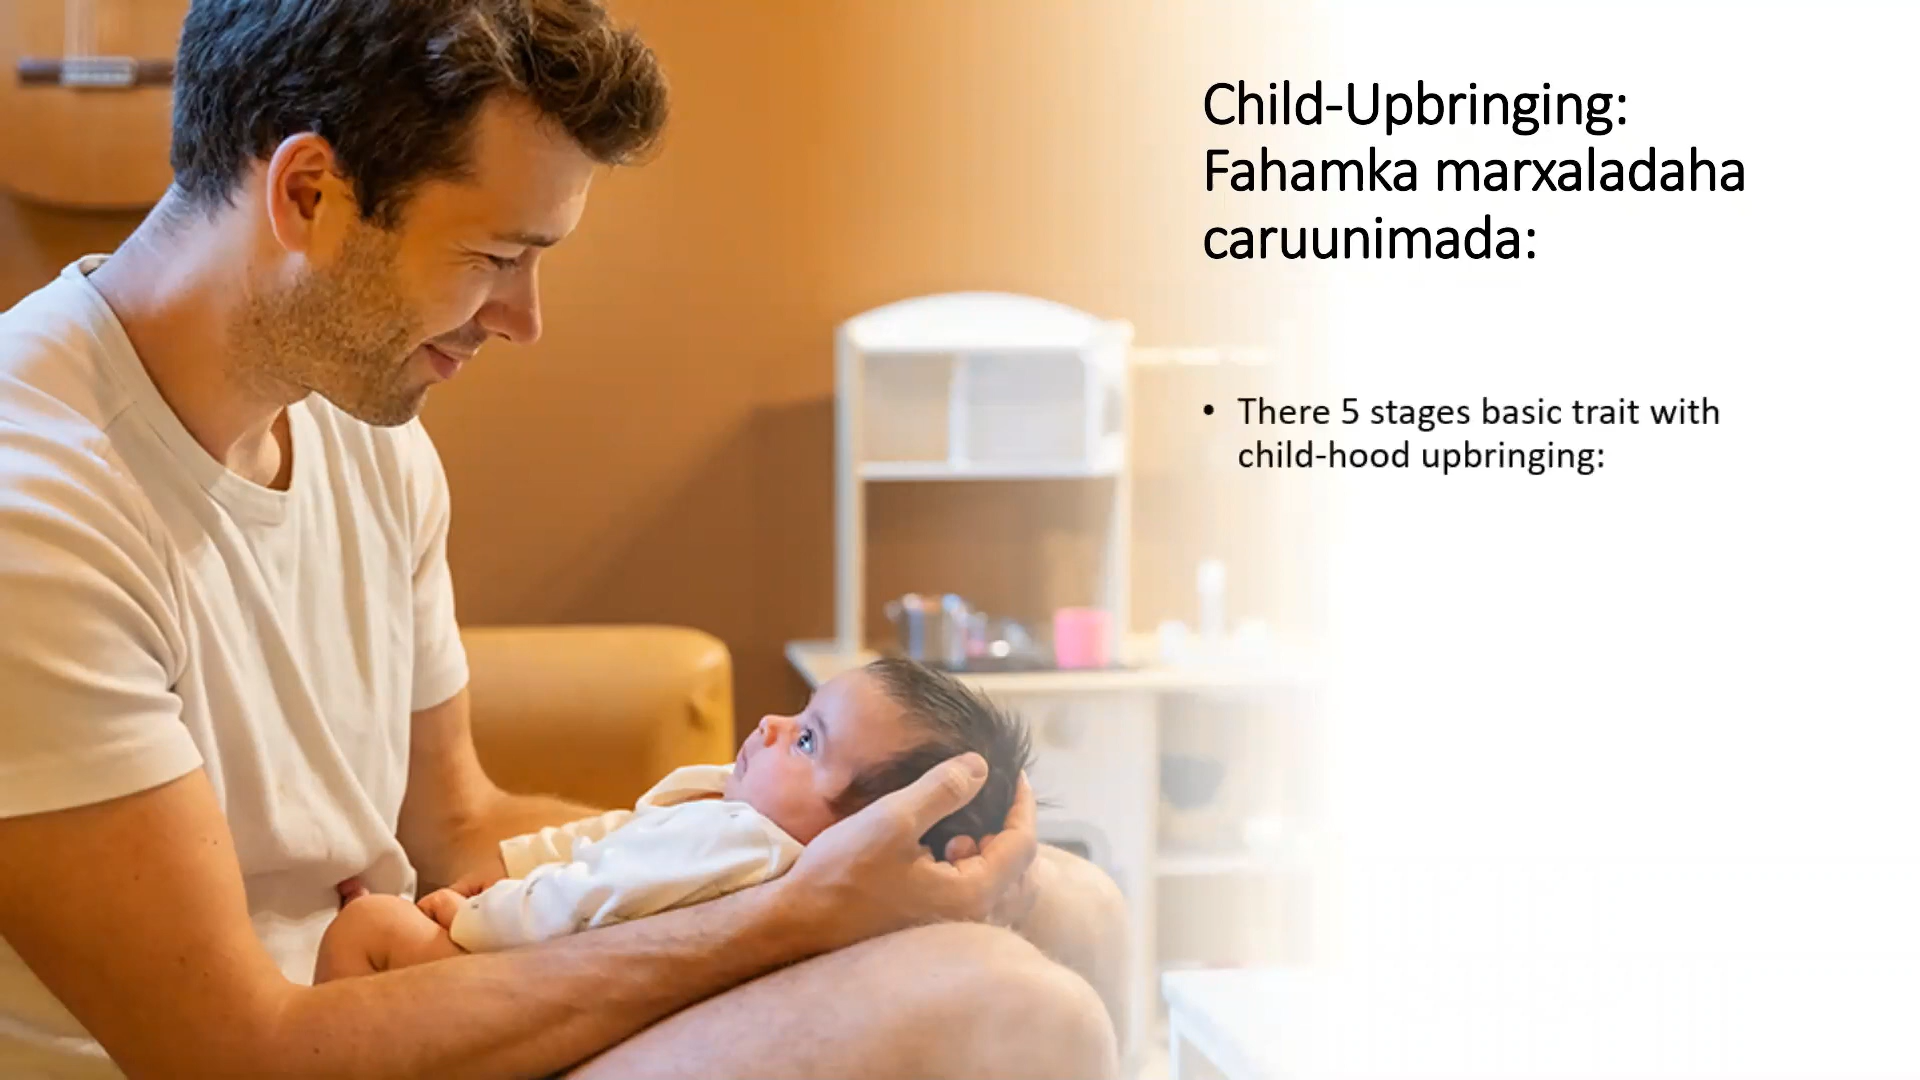 Child-Upbringing:
Fahamka marxaladaha
caruunimada:
• There 5 stages basic trait with
child-hood upbringing: